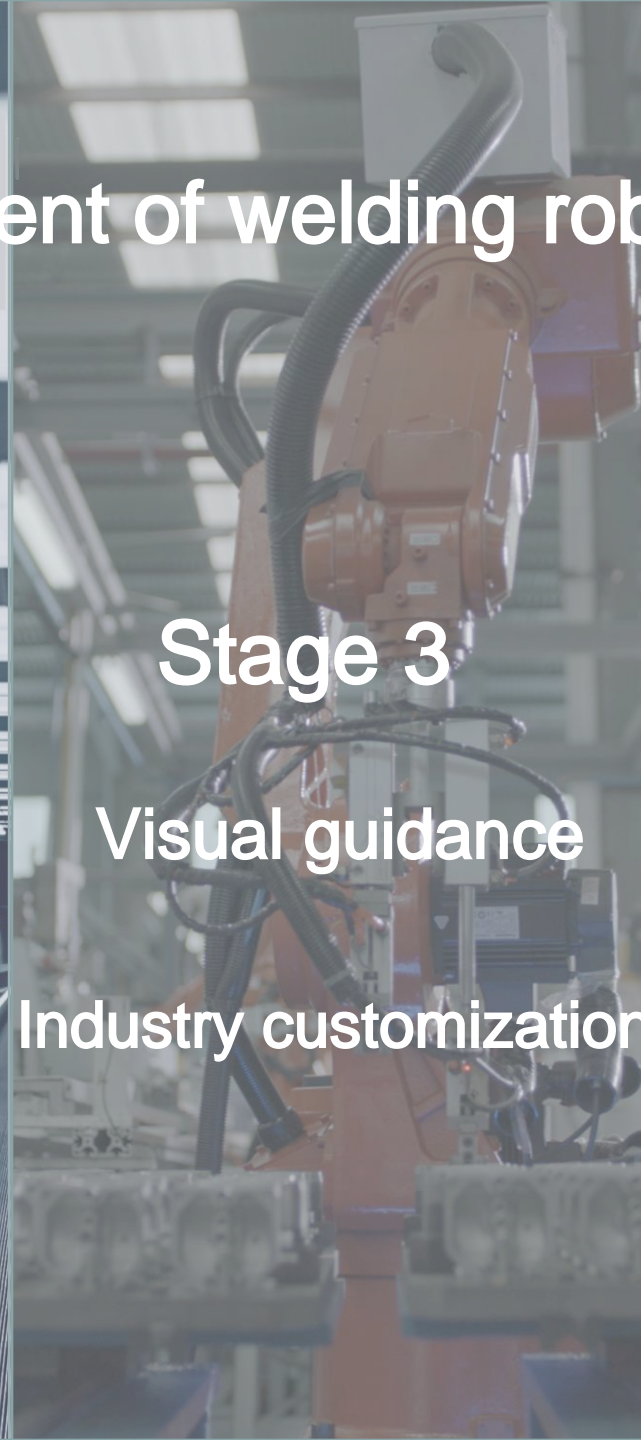 ent of welding rob
Stage 3
Visual guidance
Industry customization